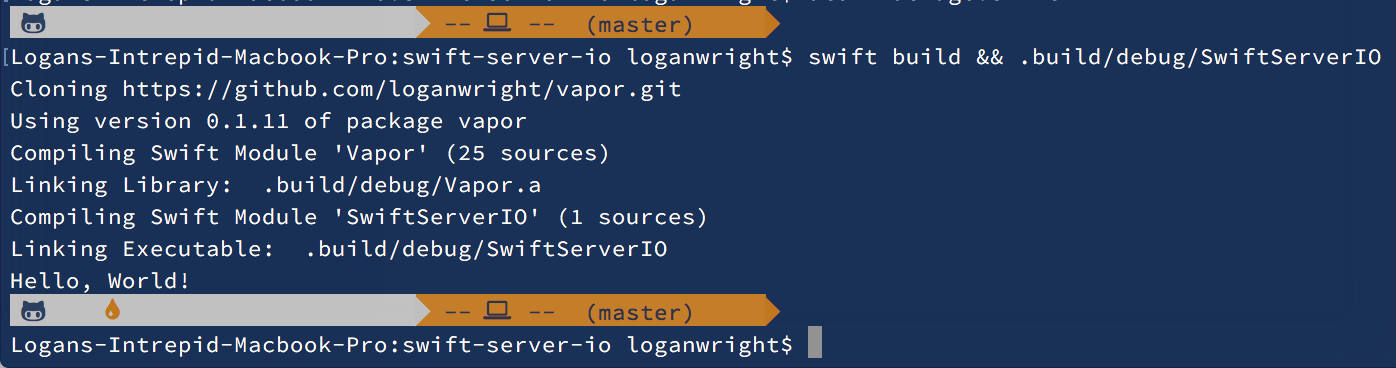 -- -- (master)
[Logans-Intrepid-Macbook-Pro:swift-server-io loganwright$ swift build && .build/debug/SwiftServerIO
Cloning https://github.com/loganwright/vapor.git
Using version 0.1.11 of package vapor
Compiling Swift Module 'Vapor' (25 sources)
Linking Library:  .build/debug/Vapor.a
Compiling Swift Module 'SwiftServerIO' (1 sources)
Linking Executable:  .build/debug/SwiftServerIO
Hello, World!
-- -- (master)
Logans-Intrepid-Macbook-Pro:swift-server-io loganwright$